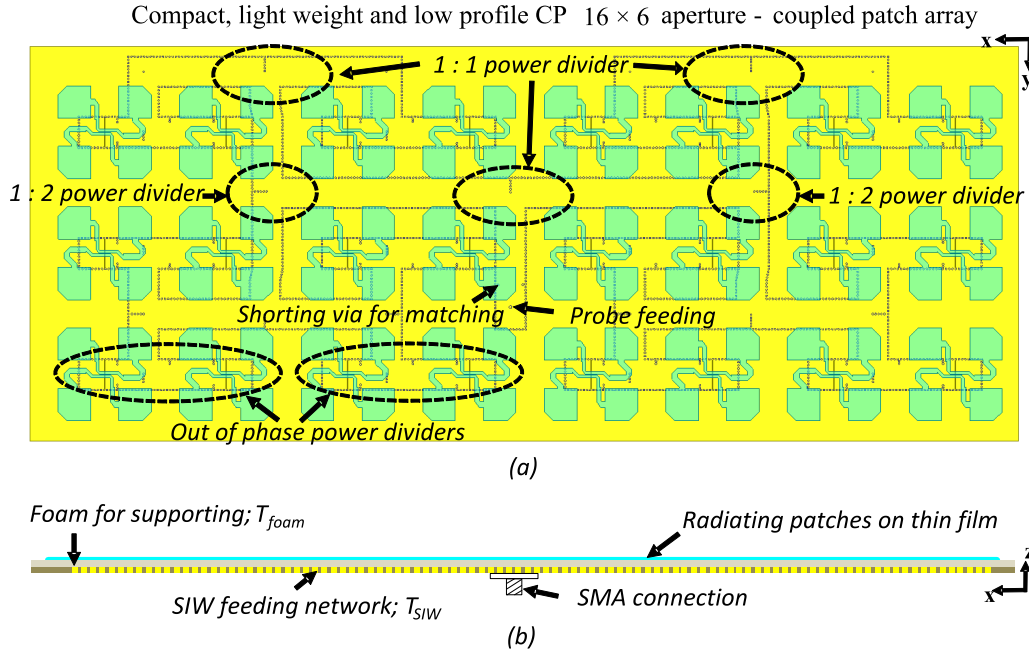 Compact, light weight and low profile CP 16 × 6 aperture - coupled patch array
x
y
1 : 1 power divider
1 : 2 power divider
1 : 2 power divider
Shorting via for matching
Probe feeding
Out of phase power dividers
(a)
Foam for supporting; Tfoam
Radiating patches on thin film
z
x
SIW feeding network; TSIW
SMA connection
(b)